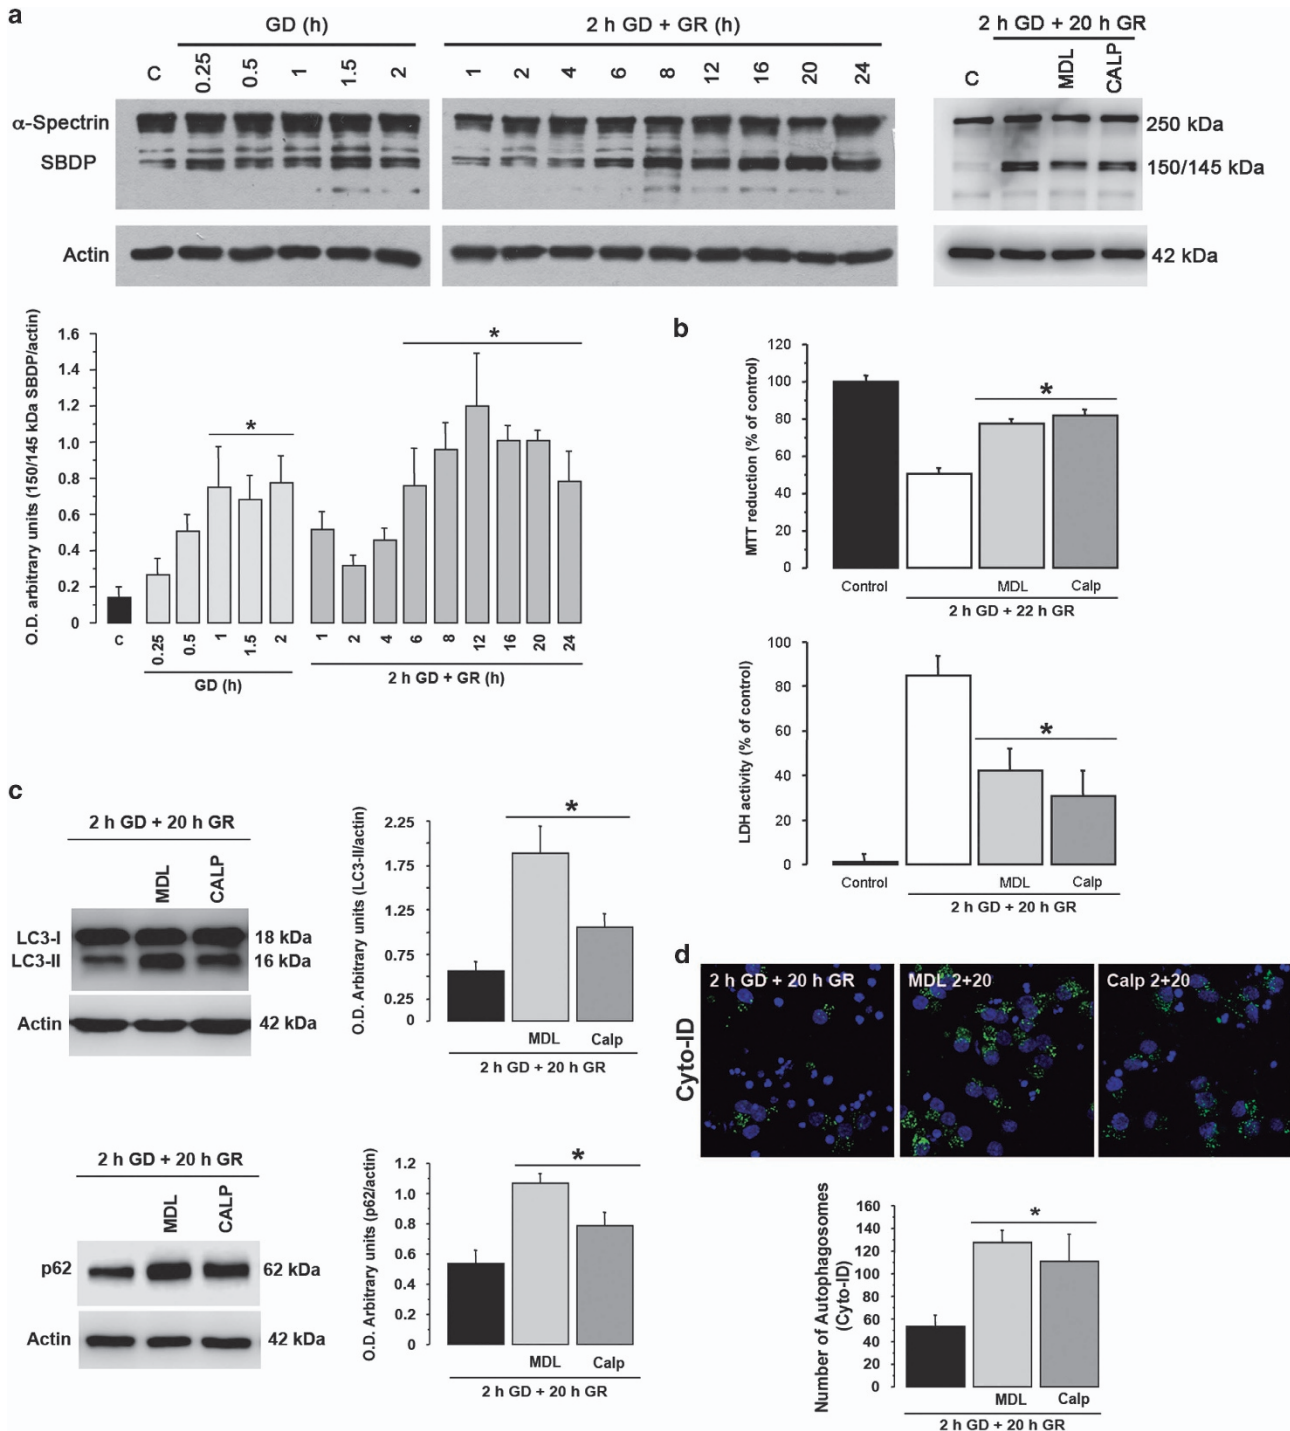 a
GD (h)
2 h GD + GR (h)
2 h GD + 20 h GR
C 0.25 0.5 1 1.5 2
1 2 4 6 8 12 16 20 24
C MDL CALP
α-Spectrin
250 kDa
SBDP
150/145 kDa
Actin
42 kDa
O.D. arbitrary units (150/145 kDa SBDP/actin)
1.6
1.4
1.2
1.0
0.8
0.6
0.4
0.2
0
*
*
C 0.25 0.5 1 1.5 2 1 2 4 6 8 12 16 20 24
GD (h)
2 h GD + GR (h)
b
MTT reduction (% of control)
120
100
80
60
40
20
0
*
Control MDL Calp
2 h GD + 22 h GR
LDH activity (% of control)
100
80
60
40
20
0
*
Control MDL Calp
2 h GD + 20 h GR
c
2 h GD + 20 h GR
MDL CALP
LC3-I 18 kDa
LC3-II 16 kDa
Actin 42 kDa
O.D. Arbitrary units (LC3-II/actin)
2.25
1.75
1.25
0.75
0.25
0
*
MDL Calp
2 h GD + 20 h GR
2 h GD + 20 h GR
MDL CALP
p62 62 kDa
Actin 42 kDa
O.D. Arbitrary units (p62/actin)
1.2
1.0
0.8
0.6
0.4
0.2
0
*
MDL Calp
2 h GD + 20 h GR
d
Cyto-ID
2 h GD + 20 h GR
MDL 2+20
Calp 2+20
Number of Autophagosomes
(Cyto-ID)
160
140
120
100
80
60
40
20
0
*
MDL Calp
2 h GD + 20 h GR